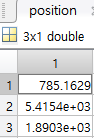 position
3x1 double
1
1 785.1629
2 5.4154e+03
3 1.8903e+03